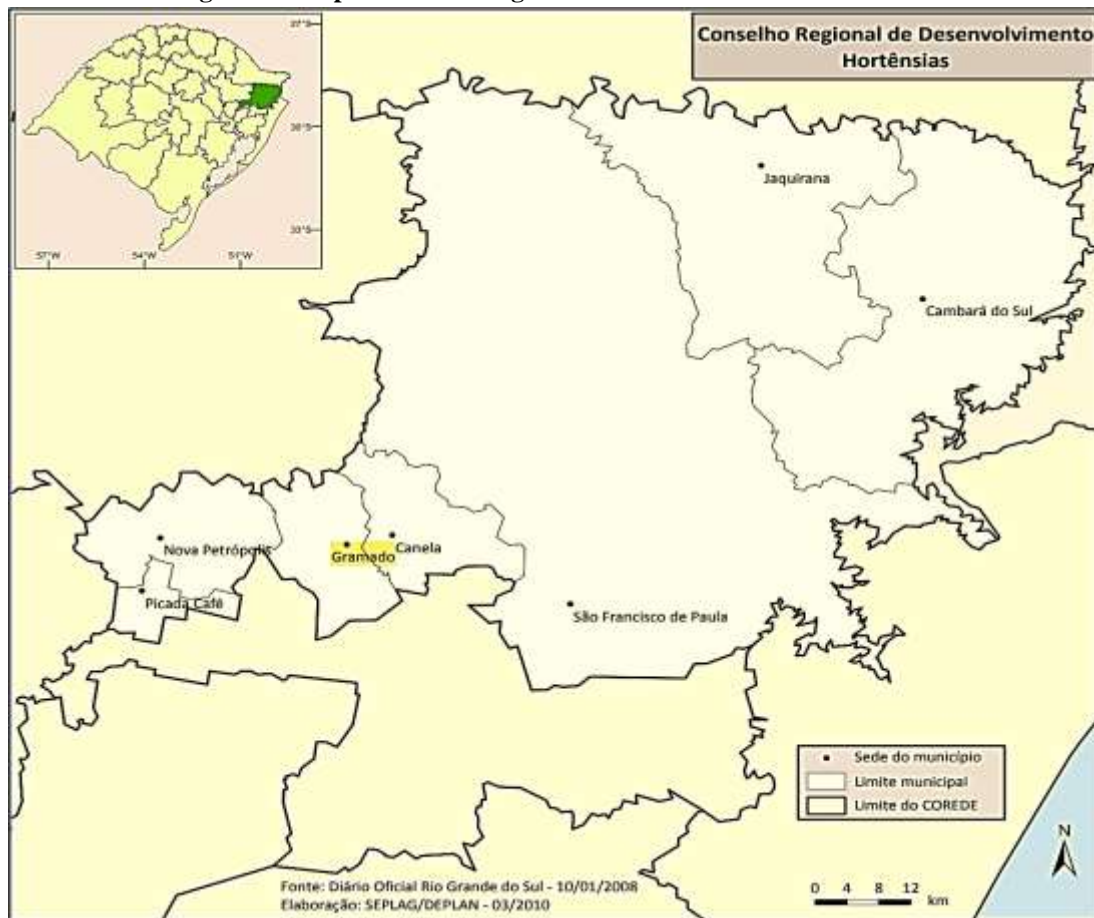 Conselho Regional de Desenvolvimento
Hortênsias
57°W
54°W
51°W
30°S
33°S
Jaquirana
Cambará do Sul
Nova Petrópolis
Gramado
Canela
Picada Café
São Francisco de Paula
Sede do município
Limite municipal
Limite do COREDE
N
Fonte: Diário Oficial Rio Grande do Sul - 10/01/2008
Elaboração: SEPLAG/DEPLAN - 03/2010
0 4 8 12
km